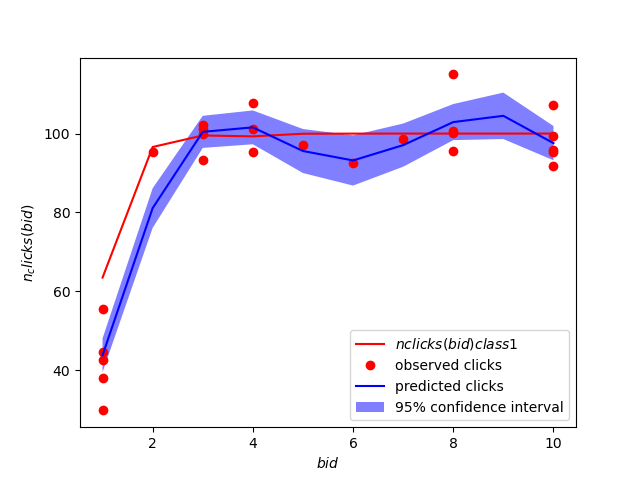 100
80
60
40
n_clicks(bid)
2
4
6
8
10
bid
nclicks(bid)class1
observed clicks
predicted clicks
95% confidence interval